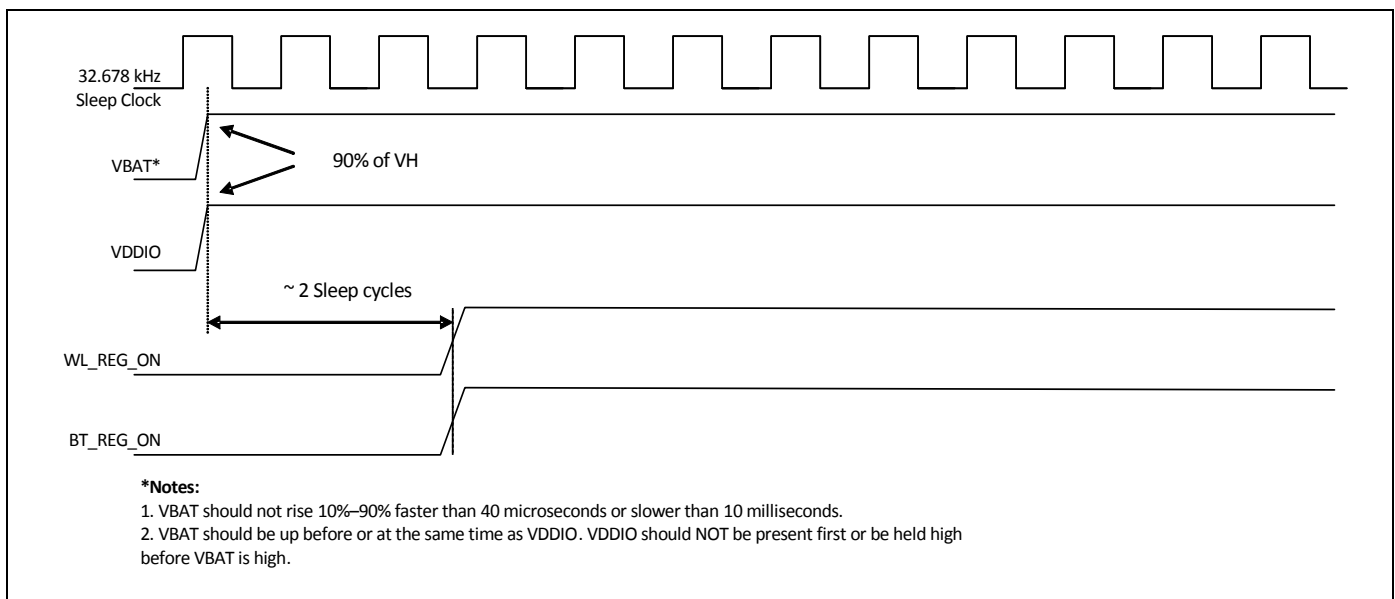 32.678 kHz
Sleep Clock
VBAT*
90% of VH
VDDIO
~ 2 Sleep cycles
WL_REG_ON
BT_REG_ON
*Notes:
1. VBAT should not rise 10%–90% faster than 40 microseconds or slower than 10 milliseconds.
2. VBAT should be up before or at the same time as VDDIO. VDDIO should NOT be present first or be held high
before VBAT is high.